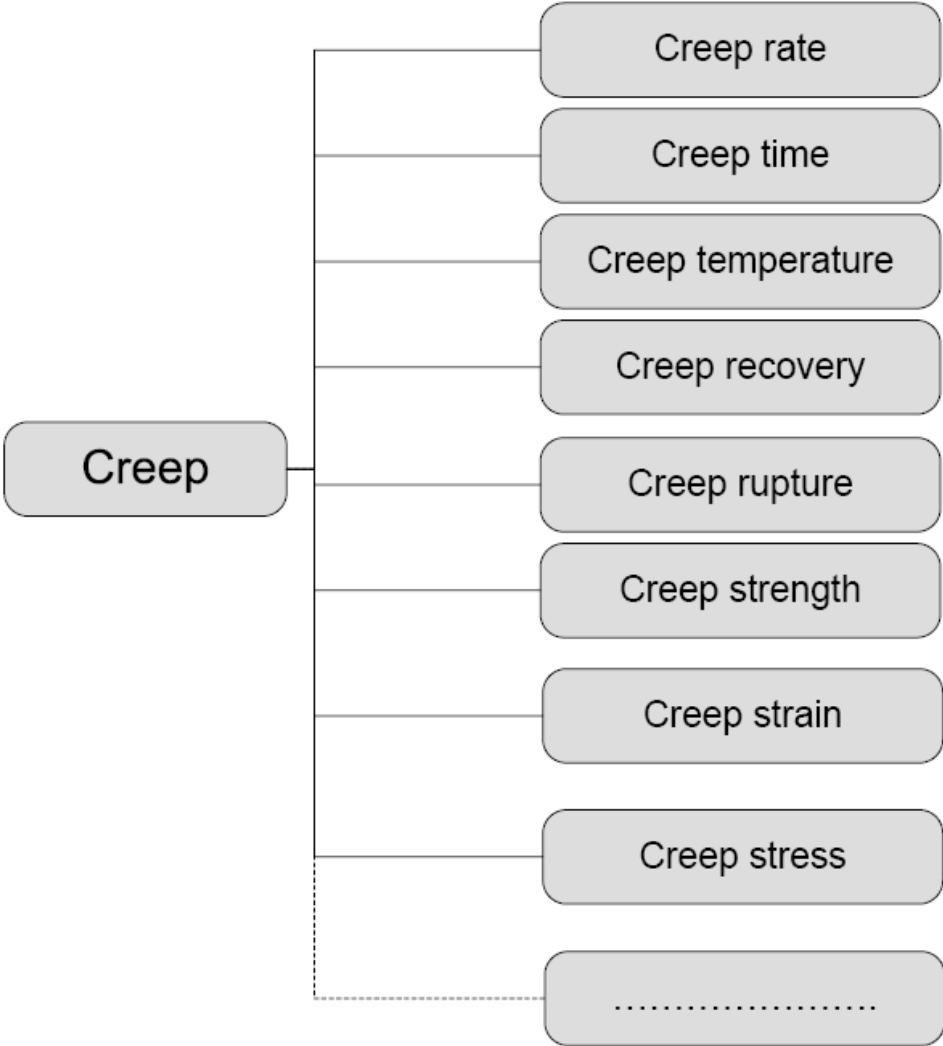 Creep rate
Creep time
Creep temperature
Creep recovery
Creep
Creep rupture
Creep strength
Creep strain
Creep stress
......................